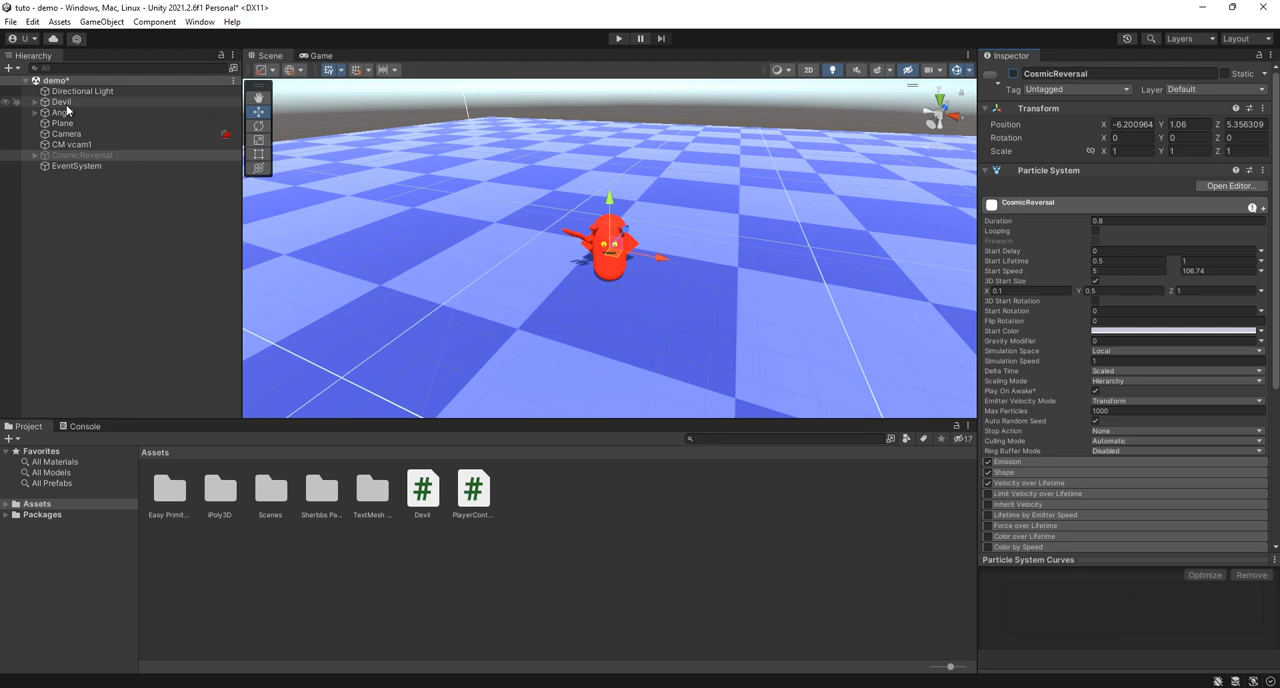 tuto - demo - Windows, Mac, Linux - Unity 2021.2.6f1 Personal* <DX11>
File Edit Assets GameObject Component Window Help
U Layers Layout
Hierarchy
All
demo*
Directional Light
Devil
Plane
Camera
CM vcam1
CosmicReversal
EventSystem
Scene Game
2D
Inspector
CosmicReversal Static
Tag Untagged Layer Default
Transform
Position X -6.200964 Y 1.06 Z 5.356309
Rotation X 0 Y 0 Z 0
Scale X 1 Y 1 Z 1
Particle System
Open Editor...
CosmicReversal
Duration 0.8
Looping
Prewarm
Start Delay 0
Start Lifetime 0.5 1
Start Speed 5 106.74
3D Start Size
X 0.1 Y 0.5 Z 1
3D Start Rotation
Start Rotation 0
Flip Rotation 0
Start Color
Gravity Modifier 0
Simulation Space Local
Simulation Speed 1
Delta Time Scaled
Scaling Mode Hierarchy
Play On Awake*
Emitter Velocity Mode Transform
Max Particles 1000
Auto Random Seed
Stop Action None
Culling Mode Automatic
Ring Buffer Mode Disabled
Emission
Shape
Velocity over Lifetime
Limit Velocity over Lifetime
Inherit Velocity
Lifetime by Emitter Speed
Force over Lifetime
Color over Lifetime
Color by Speed
Particle System Curves
Optimize Remove
Project Console
17
Favorites
All Materials
All Models
All Prefabs
Assets
Packages
Assets
Easy Primit... iPoly3D Scenes Sherbbs Pa... TextMesh ... Devil PlayerCont...